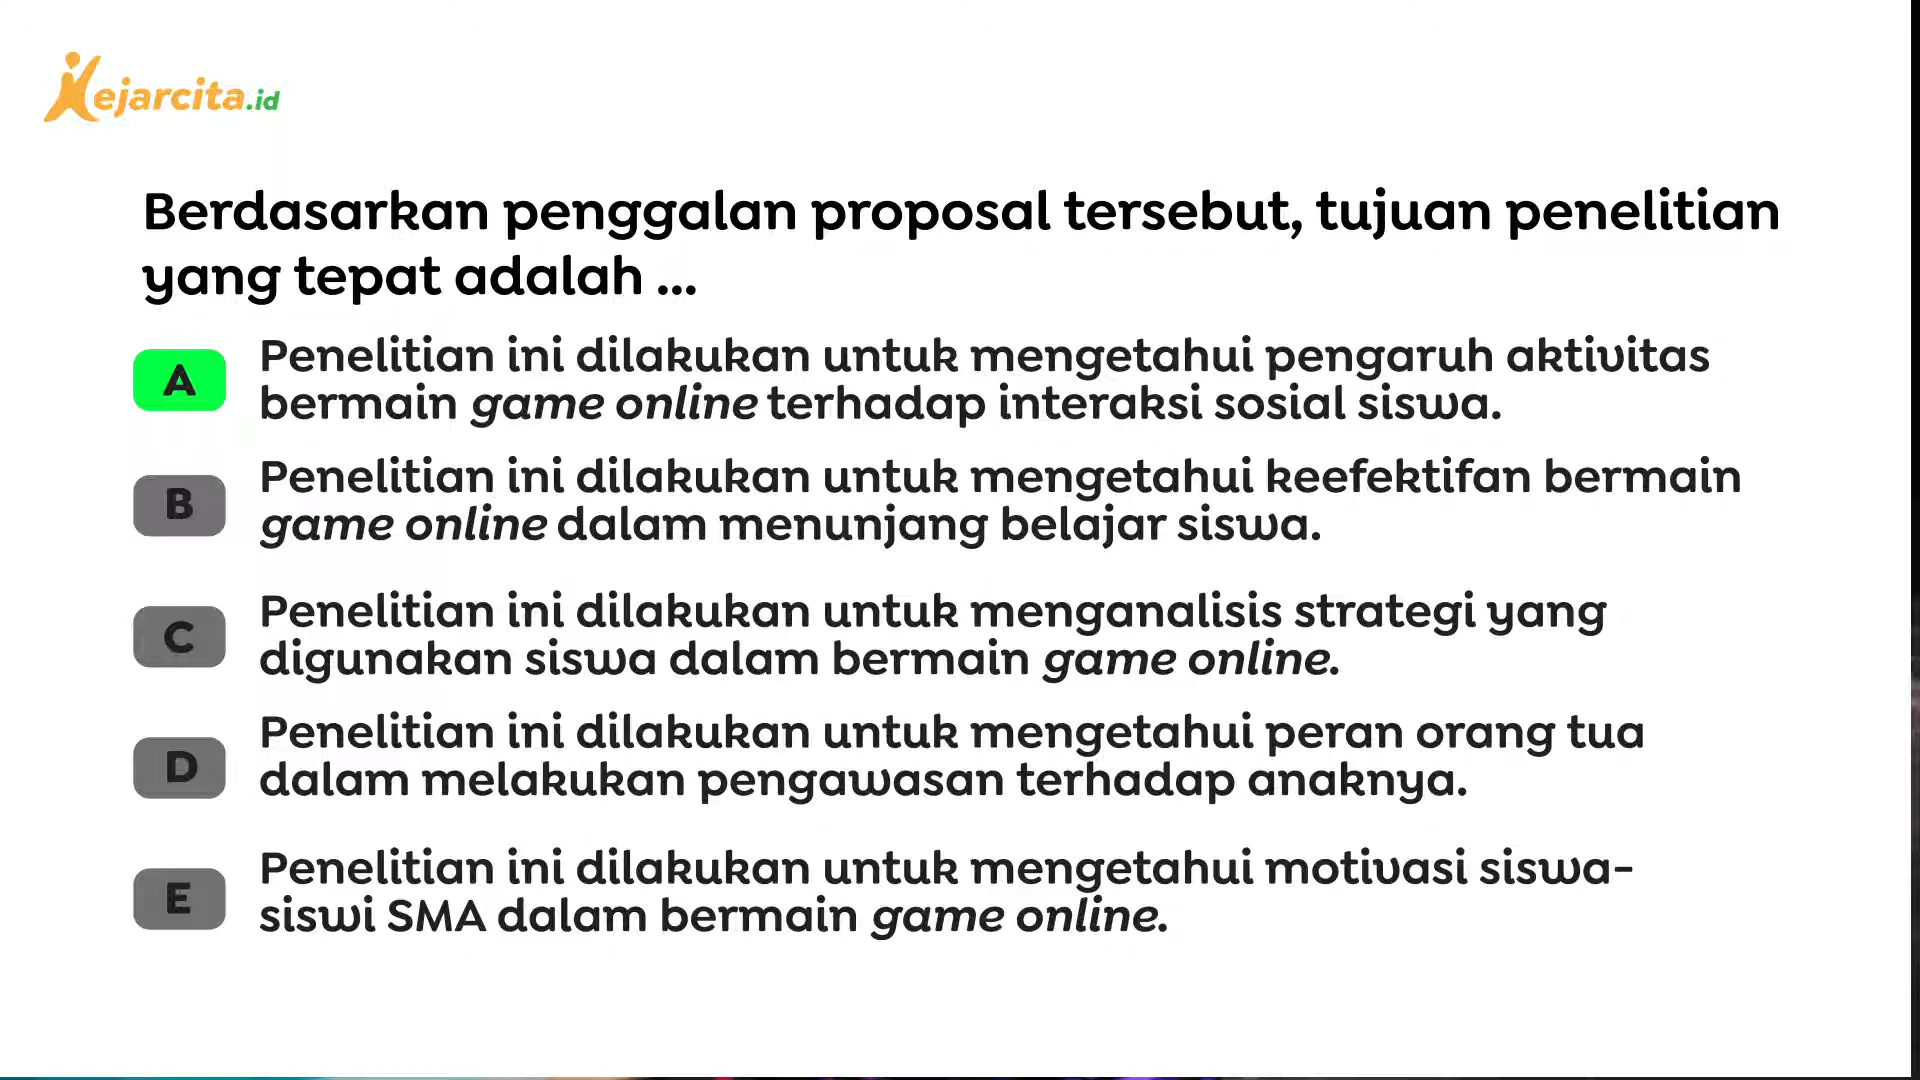 Kejarcita.id
Berdasarkan penggalan proposal tersebut, tujuan penelitian
yang tepat adalah ...
A
Penelitian ini dilakukan untuk mengetahui pengaruh aktivitas
bermain game online terhadap interaksi sosial siswa.
B
Penelitian ini dilakukan untuk mengetahui keefektifan bermain
game online dalam menunjang belajar siswa.
C
Penelitian ini dilakukan untuk menganalisis strategi yang
digunakan siswa dalam bermain game online.
D
Penelitian ini dilakukan untuk mengetahui peran orang tua
dalam melakukan pengawasan terhadap anaknya.
E
Penelitian ini dilakukan untuk mengetahui motivasi siswa-
siswi SMA dalam bermain game online.